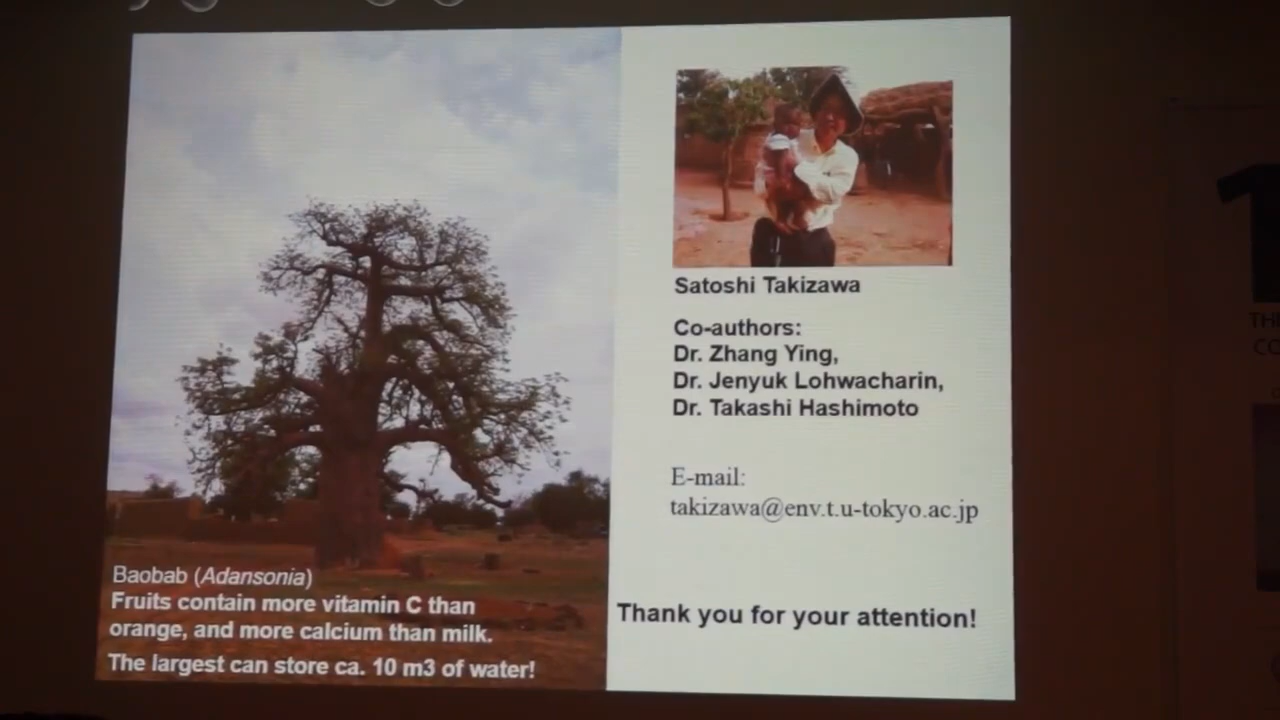 Baobab (Adansonia)
Fruits contain more vitamin C than
orange, and more calcium than milk.
The largest can store ca. 10 m3 of water!
Satoshi Takizawa
Co-authors:
Dr. Zhang Ying,
Dr. Jenyuk Lohwacharin,
Dr. Takashi Hashimoto
E-mail:
takizawa@env.t.u-tokyo.ac.jp
Thank you for your attention!